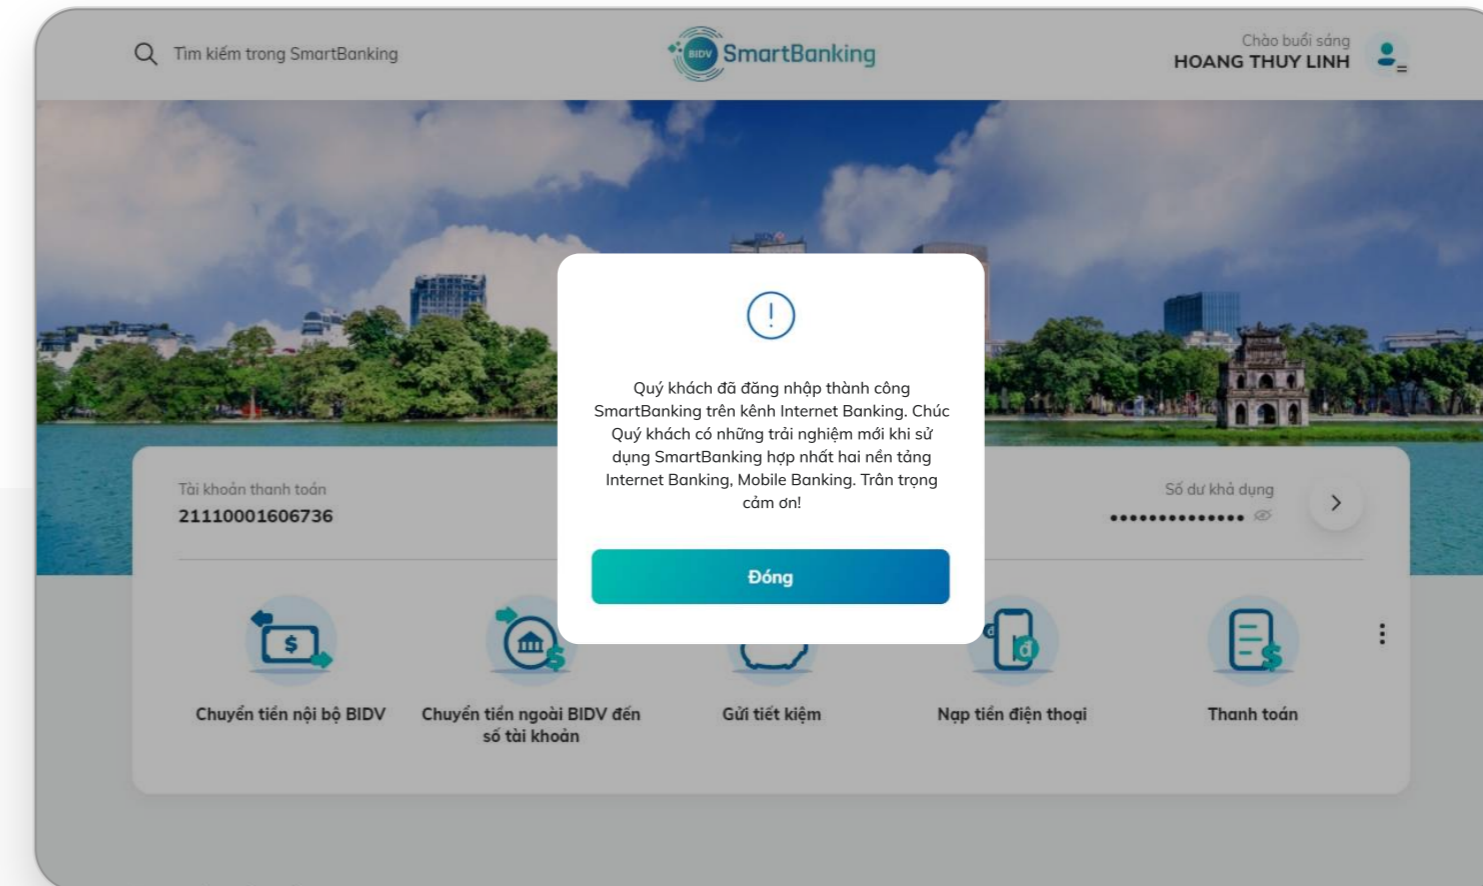 Tìm kiếm trong SmartBanking
BIDV SmartBanking
Chào buổi sáng
HOANG THUY LINH
Quý khách đã đăng nhập thành công
SmartBanking trên kênh Internet Banking. Chúc
Quý khách có những trải nghiệm mới khi sử
dụng SmartBanking hợp nhất hai nền tảng
Internet Banking, Mobile Banking. Trân trọng
cảm ơn!
Đóng
Tài khoản thanh toán
21110001606736
Số dư khả dụng
••••••••••••••
Chuyển tiền nội bộ BIDV
Chuyển tiền ngoài BIDV đến
số tài khoản
Gửi tiết kiệm
Nạp tiền điện thoại
Thanh toán